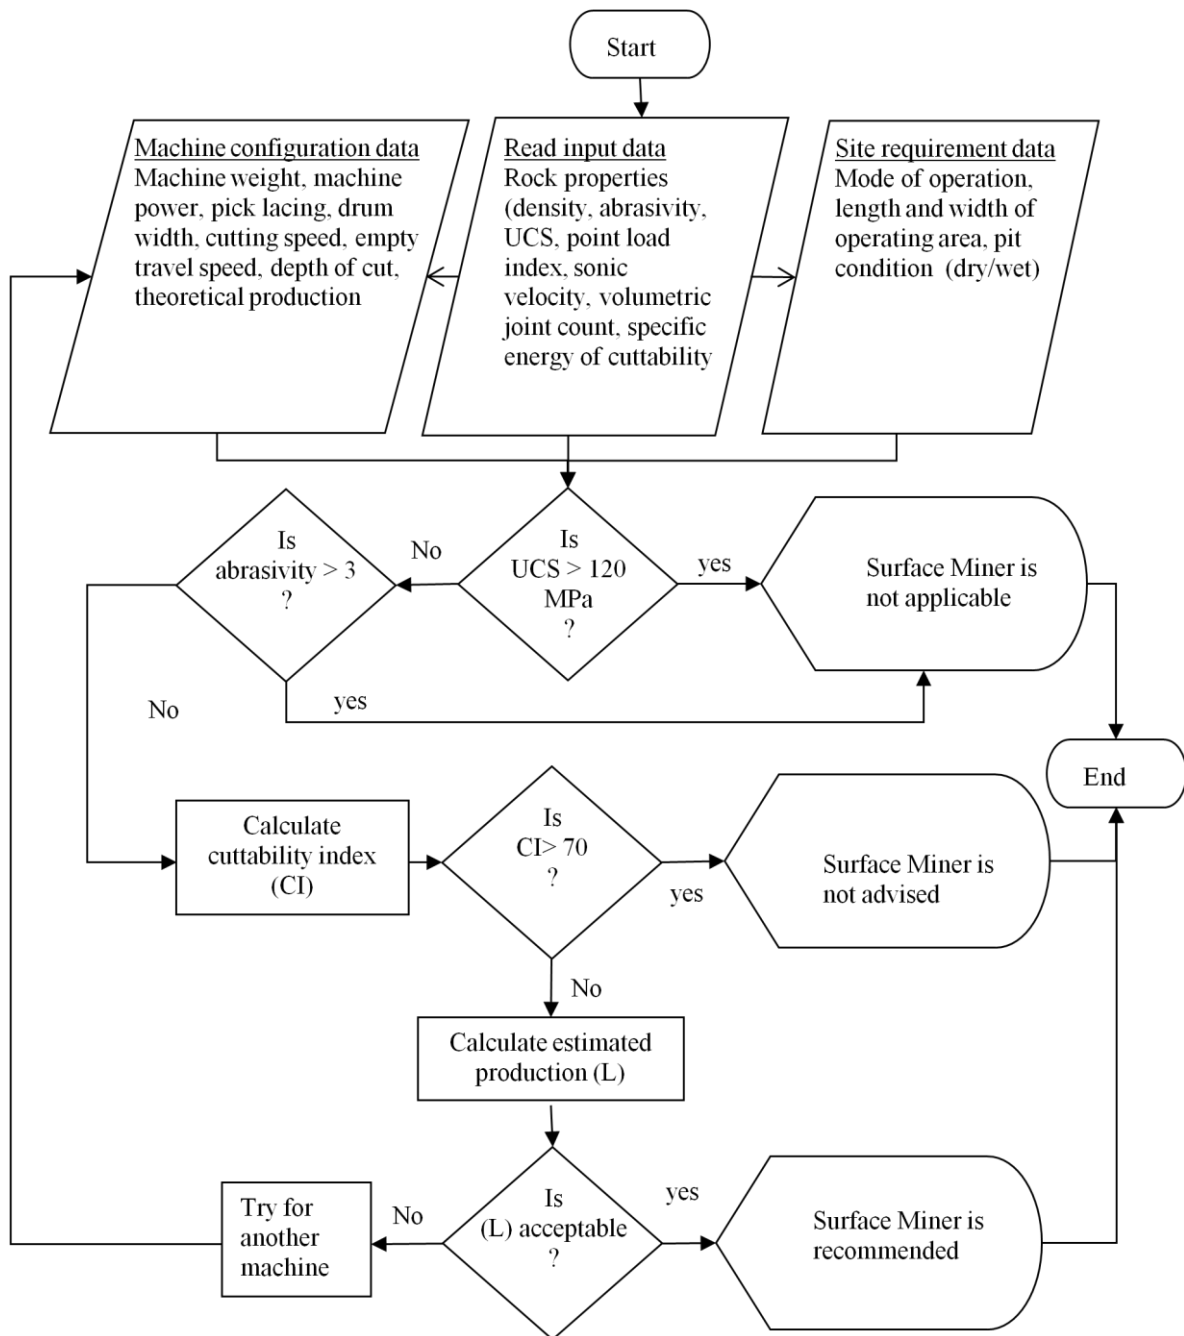 Start
Machine configuration data
Machine weight, machine
power, pick lacing, drum
width, cutting speed, empty
travel speed, depth of cut,
theoretical production
Read input data
Rock properties
(density, abrasivity,
UCS, point load
index, sonic
velocity, volumetric
joint count, specific
energy of cuttability
Site requirement data
Mode of operation,
length and width of
operating area, pit
condition (dry/wet)
Is
abrasivity > 3
?
No
Is
UCS > 120
MPa
?
yes
Surface Miner is
not applicable
No
yes
End
Calculate
cuttability index
(CI)
Is
CI> 70
?
yes
Surface Miner is
not advised
No
Calculate estimated
production (L)
Try for
another
machine
No
Is
(L) acceptable
?
yes
Surface Miner is
recommended